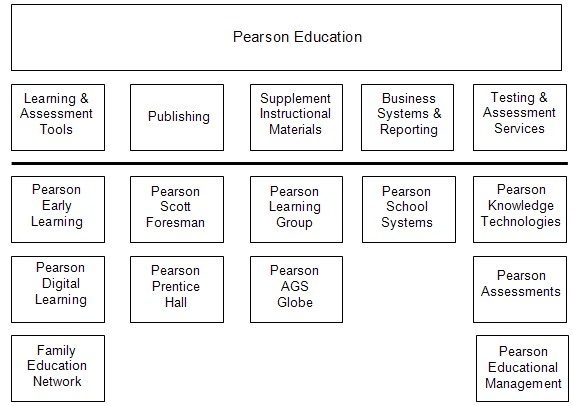 Pearson Education
Learning &
Assessment
Tools
Publishing
Supplement
Instructional
Materials
Business
Systems &
Reporting
Testing &
Assessment
Services
Pearson
Early
Learning
Pearson
Scott
Foresman
Pearson
Learning
Group
Pearson
School
Systems
Pearson
Knowledge
Technologies
Pearson
Digital
Learning
Pearson
Prentice
Hall
Pearson
AGS
Globe
Pearson
Assessments
Family
Education
Network
Pearson
Educational
Management